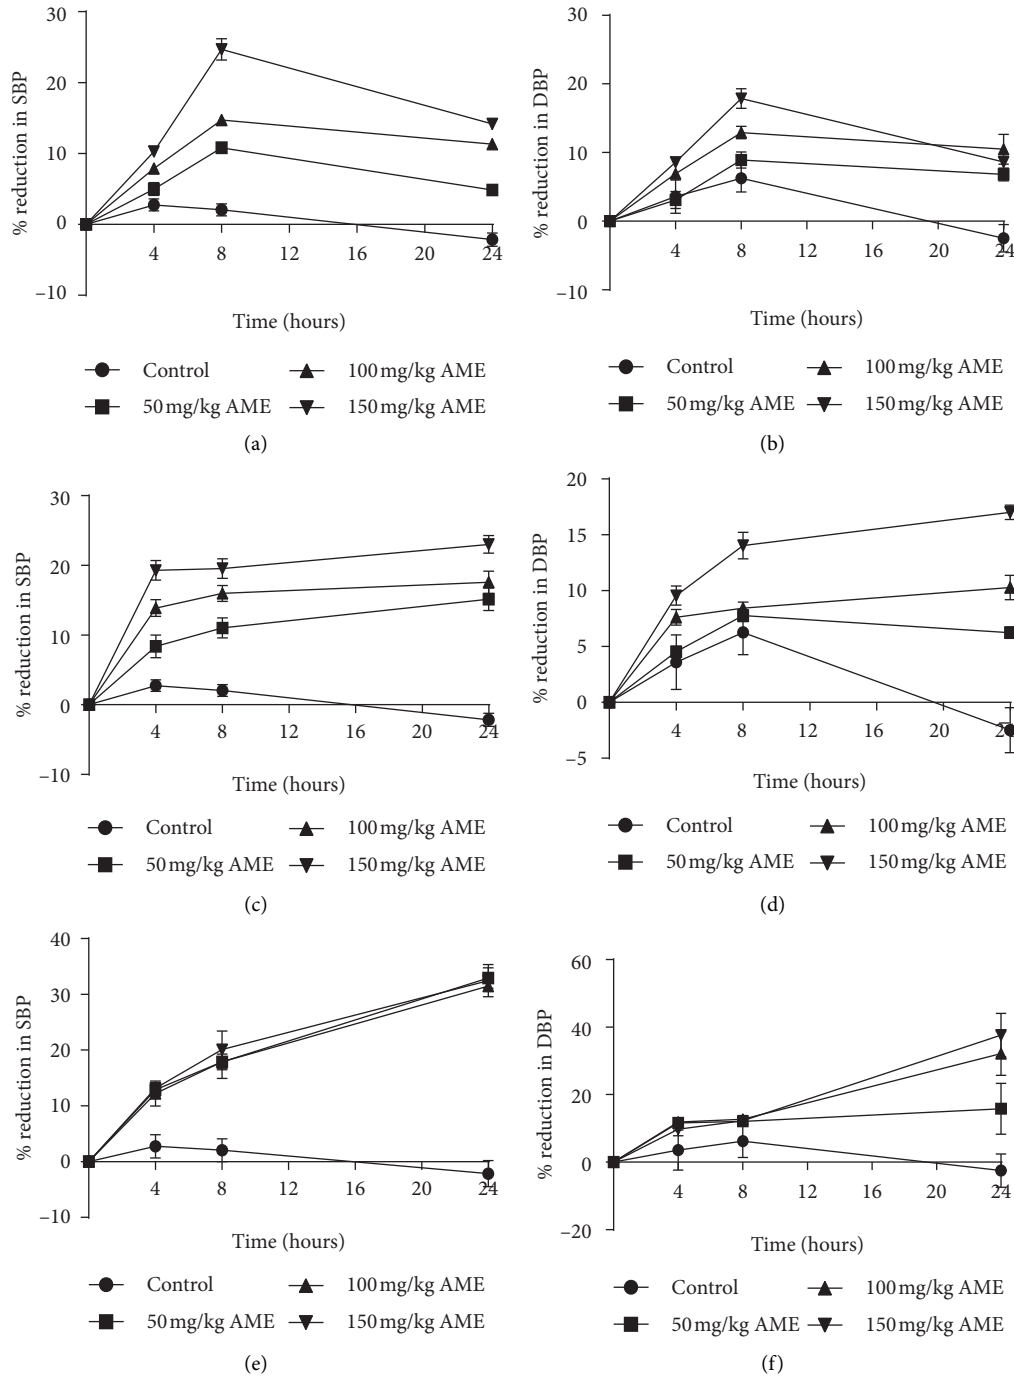 30
20
10
0
−10
% reduction in SBP
4 8 12 16 20 24
Time (hours)
Control
100 mg/kg AME
50 mg/kg AME
150 mg/kg AME
(a)
30
20
10
0
−10
% reduction in DBP
4 8 12 16 20 24
Time (hours)
Control
100 mg/kg AME
50 mg/kg AME
150 mg/kg AME
(b)
30
20
10
0
−10
% reduction in SBP
4 8 12 16 20 24
Time (hours)
Control
100 mg/kg AME
50 mg/kg AME
150 mg/kg AME
(c)
20
15
10
5
0
−5
% reduction in DBP
4 8 12 16 20 24
Time (hours)
Control
100 mg/kg AME
50 mg/kg AME
150 mg/kg AME
(d)
40
30
20
10
0
−10
% reduction in SBP
4 8 12 16 20 24
Time (hours)
Control
100 mg/kg AME
50 mg/kg AME
150 mg/kg AME
(e)
60
40
20
0
−20
% reduction in DBP
4 8 12 16 20 24
Time (hours)
Control
100 mg/kg AME
50 mg/kg AME
150 mg/kg AME
(f)